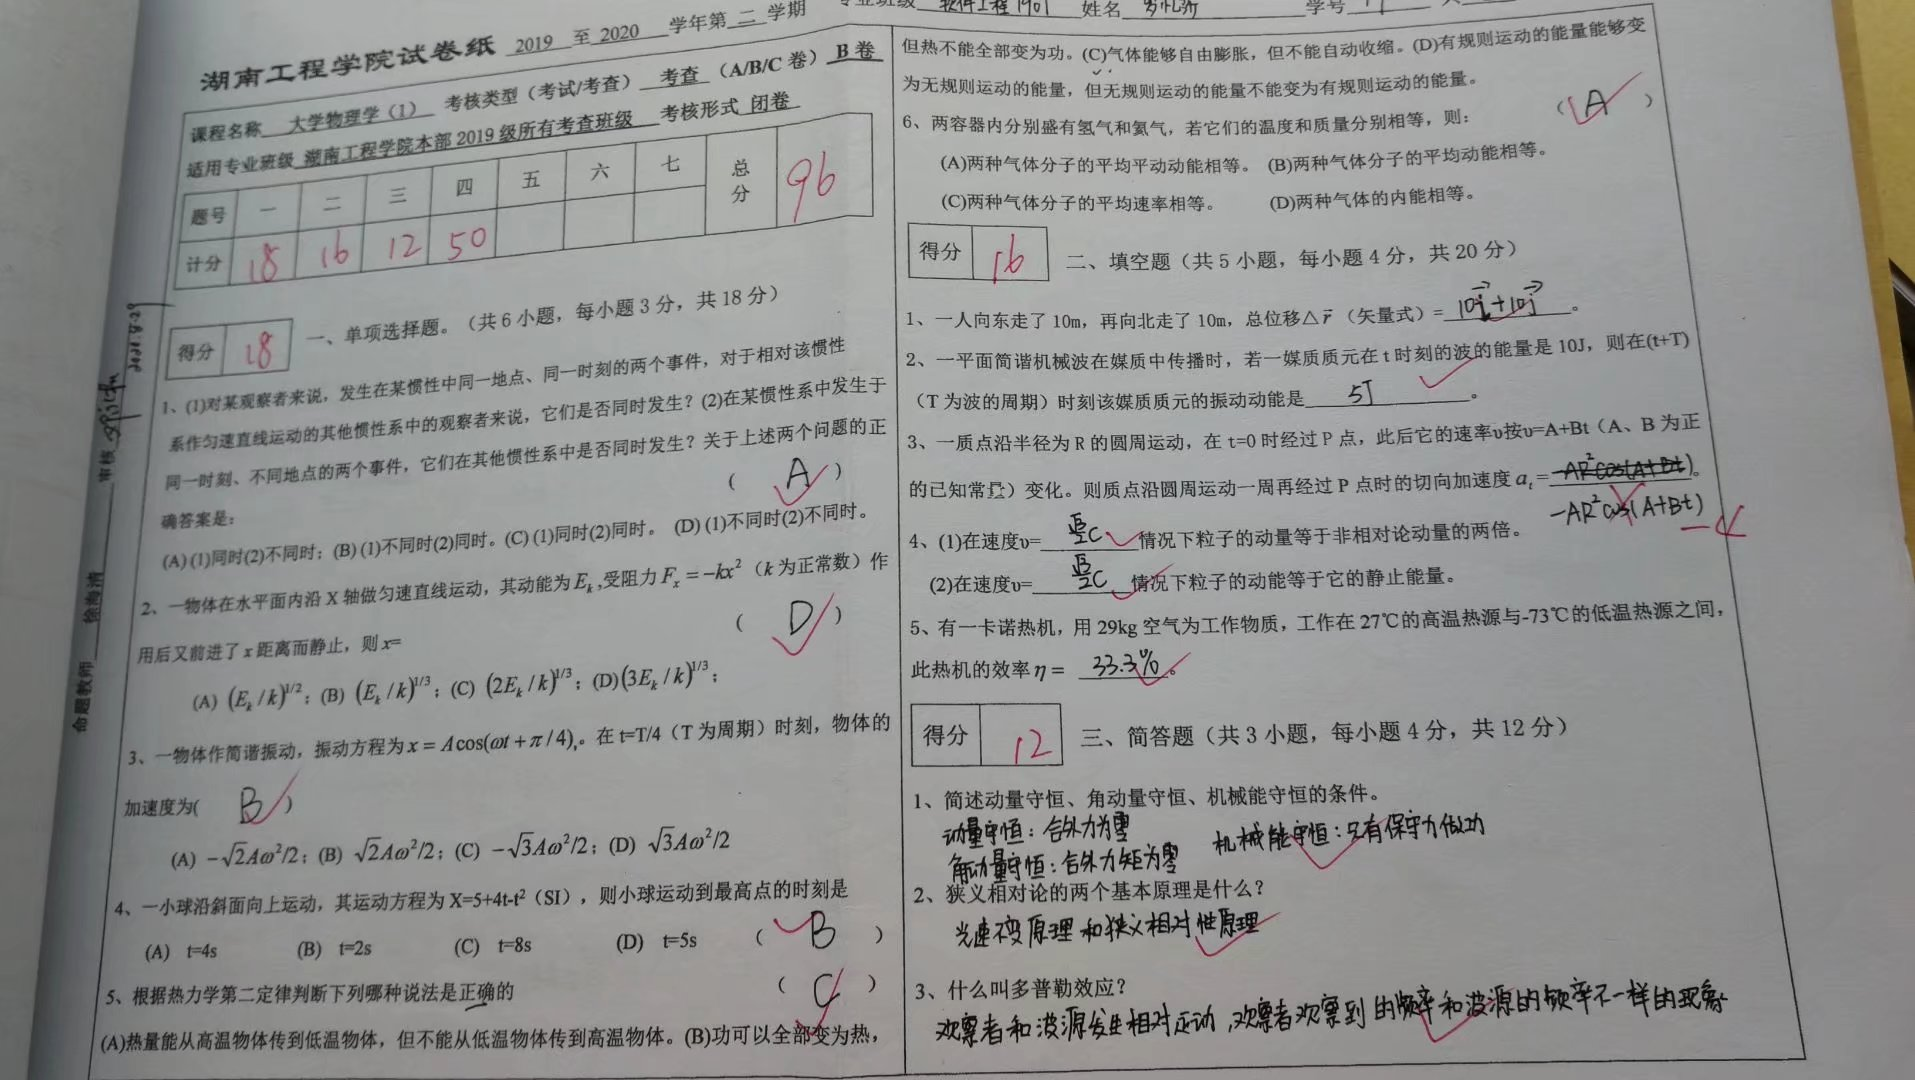 湖南工程学院试卷纸 2019 至 2020 学年第 二 学期 专业班级 软件工程1901 姓名 学号
课程名称 大学物理学（1） 考核类型（考试/考查） 考查 （A/B/C 卷） B 卷
适用专业班级 湖南工程学院本部 2019 级所有考查班级 考核形式 闭卷
题号 一 二 三 四 五 六 七 总分 96
计分 18 16 12 50
得分 18 一、单项选择题。（共 6 小题，每小题 3 分，共 18 分）
1、(1)对某观察者来说，发生在某惯性中同一地点、同一时刻的两个事件，对于相对该惯性
系作匀速直线运动的其他惯性系中的观察者来说，它们是否同时发生？(2)在某惯性系中发生于
同一时刻、不同地点的两个事件，它们在其他惯性系中是否同时发生？关于上述两个问题的正
确答案是: （ A ）
(A) (1)同时(2)不同时; (B) (1)不同时(2)同时。(C) (1)同时(2)同时。 (D) (1)不同时(2)不同时。
2、一物体在水平面内沿 X 轴做匀速直线运动，其动能为 Eₖ,受阻力 Fₓ = −kx²（k 为正常数）作
用后又前进了 x 距离而静止，则 x= （ D ）
(A) (Eₖ / k)^1/2; (B) (Eₖ / k)^1/3; (C) (2Eₖ / k)^1/3; (D) (3Eₖ / k)^1/3;
3、一物体作简谐振动，振动方程为 x = A cos(ωt + π / 4)。在 t=T/4（T 为周期）时刻，物体的
加速度为( B )
(A) −√2Aω²/2; (B) √2Aω²/2; (C) −√3Aω²/2; (D) √3Aω²/2
4、一小球沿斜面向上运动，其运动方程为 X=5+4t-t²（SI），则小球运动到最高点的时刻是
(A) t=4s (B) t=2s (C) t=8s (D) t=5s （ B ）
5、根据热力学第二定律判断下列哪种说法是正确的 （ C ）
(A)热量能从高温物体传到低温物体，但不能从低温物体传到高温物体。(B)功可以全部变为热，
但热不能全部变为功。(C)气体能够自由膨胀，但不能自动收缩。(D)有规则运动的能量能够变
为无规则运动的能量，但无规则运动的能量不能变为有规则运动的能量。
6、两容器内分别盛有氢气和氦气，若它们的温度和质量分别相等，则: （ A ）
(A)两种气体分子的平均平动动能相等。 (B)两种气体分子的平均动能相等。
(C)两种气体分子的平均速率相等。 (D)两种气体的内能相等。
得分 16 二、填空题（共 5 小题，每小题 4 分，共 20 分）
1、一人向东走了 10m，再向北走了 10m，总位移△r⃗（矢量式）= 10i⃗+10j⃗ 。
2、一平面简谐机械波在媒质中传播时，若一媒质质元在 t 时刻的波的能量是 10J，则在(t+T)
（T 为波的周期）时刻该媒质质元的振动动能是 5J 。
3、一质点沿半径为 R 的圆周运动，在 t=0 时经过 P 点，此后它的速率υ按υ=A+Bt（A、B 为正
的已知常量）变化。则质点沿圆周运动一周再经过 P 点时的切向加速度 aₜ= -AR²cos(A+Bt) 。
-AR²cos(A+Bt) -4
4、(1)在速度υ= √3/2 C 情况下粒子的动量等于非相对论动量的两倍。
(2)在速度υ= √3/2 C 情况下粒子的动能等于它的静止能量。
5、有一卡诺热机，用 29kg 空气为工作物质，工作在 27℃的高温热源与-73℃的低温热源之间，
此热机的效率 η = 33.3% 。
得分 12 三、简答题（共 3 小题，每小题 4 分，共 12 分）
1、简述动量守恒、角动量守恒、机械能守恒的条件。
动量守恒：合外力为零
机械能守恒：只有保守力做功
角动量守恒：合外力矩为零
2、狭义相对论的两个基本原理是什么？
光速不变原理和狭义相对性原理
3、什么叫多普勒效应？
观察者和波源发生相对运动，观察者观察到的频率和波源的频率不一样的现象
命题教师 徐海清 审核